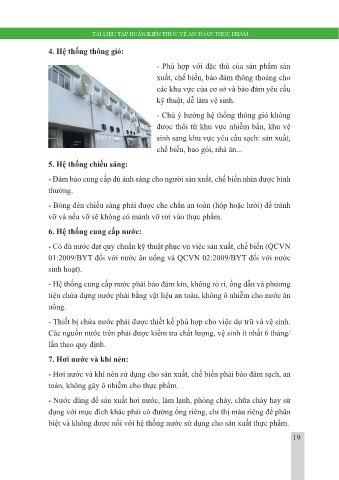 TÀI LIỆU TẬP HUẤN KIẾN THỨC VỀ AN TOÀN THỰC PHẨM
4. Hệ thống thông gió:
- Phù hợp với đặc thù của sản phẩm sản
xuất, chế biến, bảo đảm thông thoáng cho
các khu vực của cơ sở và bảo đảm yêu cầu
kỹ thuật, dễ làm vệ sinh.
- Chú ý hướng hệ thống thông gió không
được thổi từ khu vực nhiễm bẩn, khu vệ
sinh sang khu vực yêu cầu sạch: sản xuất,
chế biến, bao gói, nhà ăn...
5. Hệ thống chiếu sáng:
- Đảm bảo cung cấp đủ ánh sáng cho người sản xuất, chế biến nhìn được bình
thường.
- Bóng đèn chiếu sáng phải được che chắn an toàn (hộp hoặc lưới) để tránh
vỡ và nếu vỡ sẽ không có mảnh vỡ rơi vào thực phẩm.
6. Hệ thống cung cấp nước:
- Có đủ nước đạt quy chuẩn kỹ thuật phục vụ việc sản xuất, chế biến (QCVN
01:2009/BYT đối với nước ăn uống và QCVN 02:2009/BYT đối với nước
sinh hoạt).
- Hệ thống cung cấp nước phải bảo đảm kín, không rò rỉ, ống dẫn và phương
tiện chứa đựng nước phải bằng vật liệu an toàn, không ô nhiễm cho nước ăn
uống.
- Thiết bị chứa nước phải được thiết kế phù hợp cho việc dự trữ và vệ sinh.
Các nguồn nước trên phải được kiểm tra chất lượng, vệ sinh ít nhất 6 tháng/
lần theo quy định.
7. Hơi nước và khí nén:
- Hơi nước và khí nén sử dụng cho sản xuất, chế biến phải bảo đảm sạch, an
toàn, không gây ô nhiễm cho thực phẩm.
- Nước dùng để sản xuất hơi nước, làm lạnh, phòng cháy, chữa cháy hay sử
dụng với mục đích khác phải có đường ống riêng, chỉ thị màu riêng để phân
biệt và không được nối với hệ thống nước sử dụng cho sản xuất thực phẩm.
19